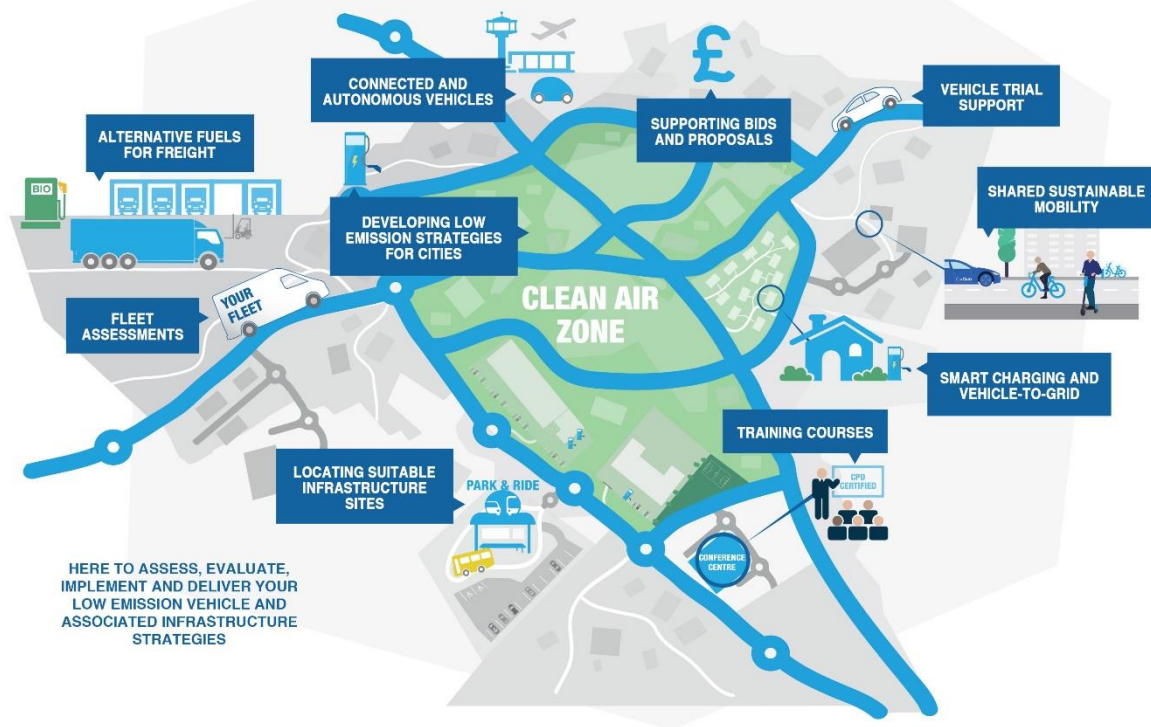 CONNECTED AND
AUTONOMOUS VEHICLES
£
SUPPORTING BIDS
AND PROPOSALS
VEHICLE TRIAL
SUPPORT
ALTERNATIVE FUELS
FOR FREIGHT
BIO
SHARED SUSTAINABLE
MOBILITY
DEVELOPING LOW
EMISSION STRATEGIES
FOR CITIES
CLEAN AIR
ZONE
YOUR
FLEET
FLEET
ASSESSMENTS
SMART CHARGING AND
VEHICLE-TO-GRID
TRAINING COURSES
CPD
CERTIFIED
LOCATING SUITABLE
INFRASTRUCTURE
SITES
PARK & RIDE
CONFERENCE
CENTRE
HERE TO ASSESS, EVALUATE,
IMPLEMENT AND DELIVER YOUR
LOW EMISSION VEHICLE AND
ASSOCIATED INFRASTRUCTURE
STRATEGIES